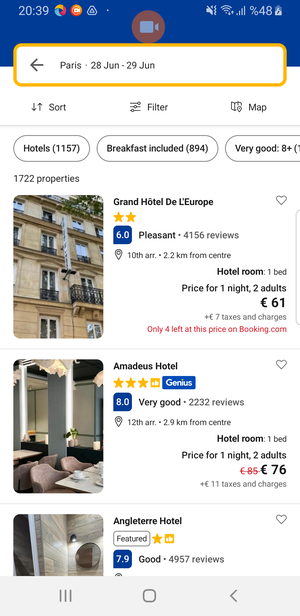 20:39 %48
Paris · 28 Jun - 29 Jun
Sort Filter Map
Hotels (1157) Breakfast included (894) Very good: 8+ (1
1722 properties
Grand Hôtel De L'Europe
6.0 Pleasant • 4156 reviews
10th arr. • 2.2 km from centre
Hotel room: 1 bed
Price for 1 night, 2 adults
€ 61
+€ 7 taxes and charges
Only 4 left at this price on Booking.com
Amadeus Hotel
Genius
8.0 Very good • 2232 reviews
12th arr. • 2.9 km from centre
Hotel room: 1 bed
Price for 1 night, 2 adults
€ 85 € 76
+€ 11 taxes and charges
Angleterre Hotel
Featured
7.9 Good • 4957 reviews